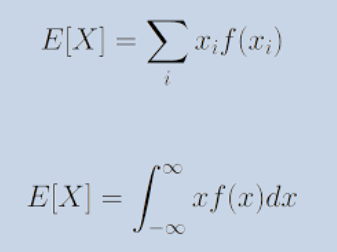 E[X] = ∑_i x_i f(x_i)
E[X] = ∫_{-∞}^{∞} x f(x) dx